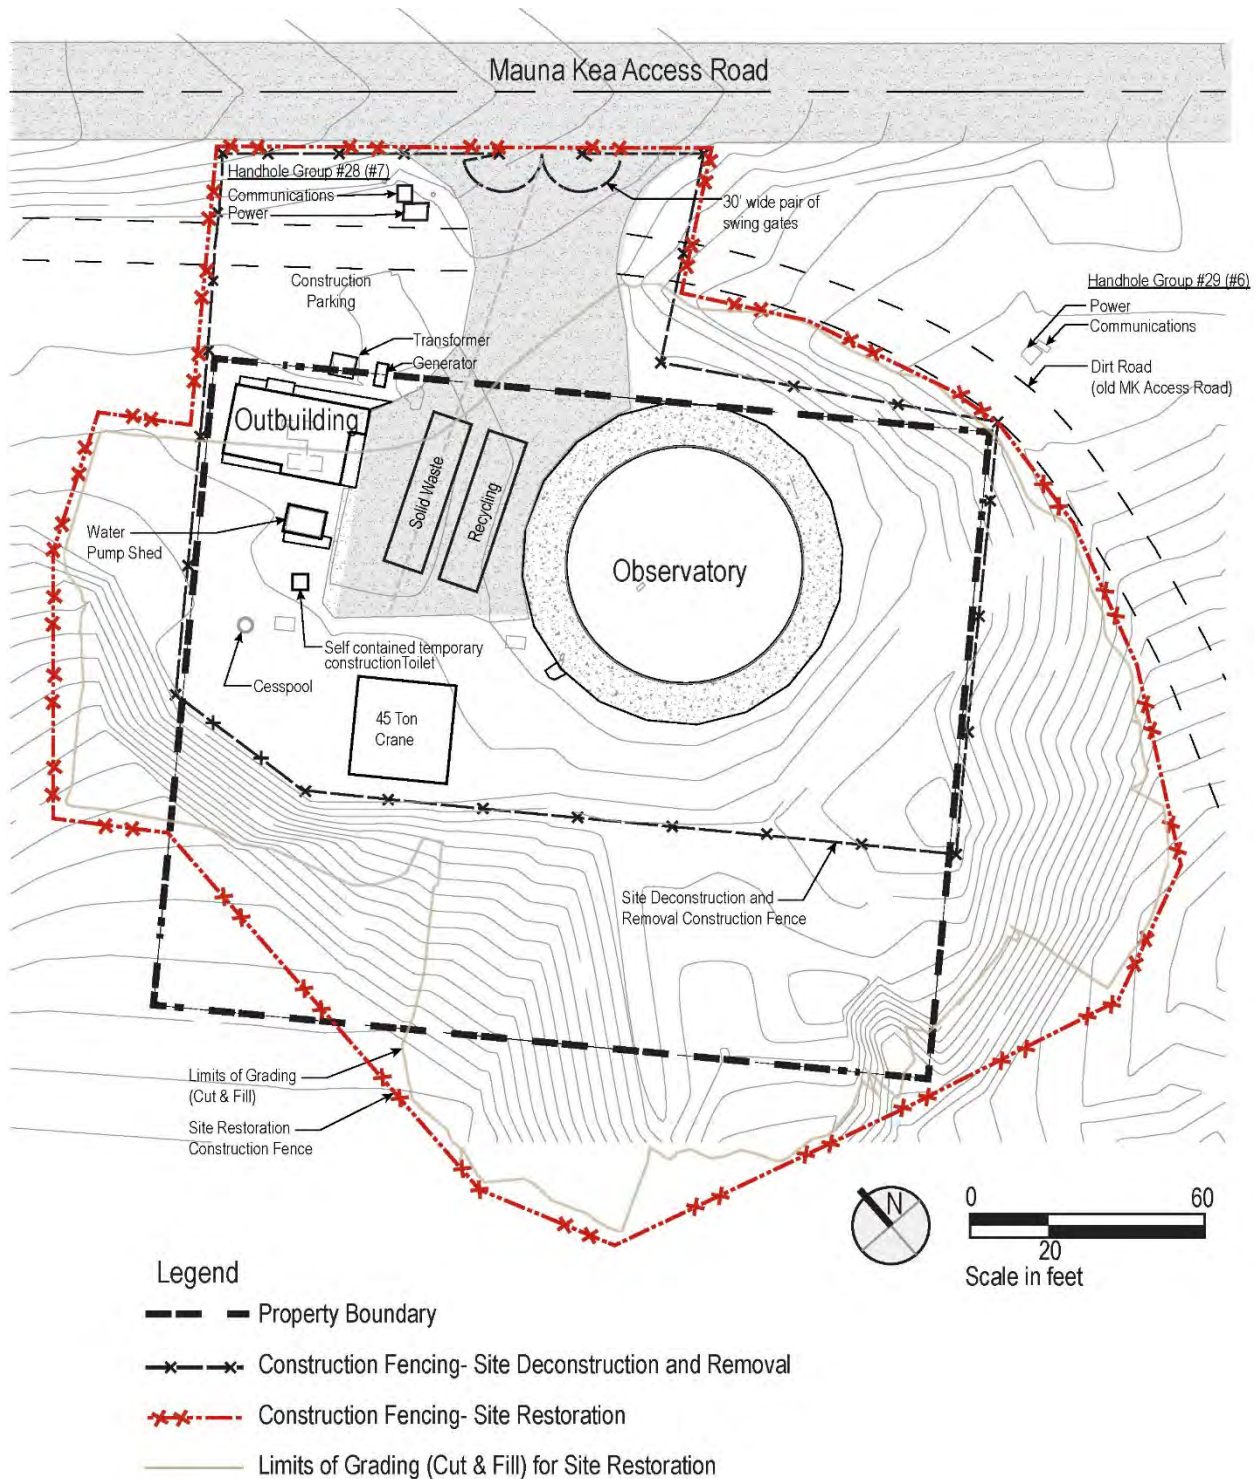 Mauna Kea Access Road
Handhole Group #28 (#7)
Communications
Power
30' wide pair of
swing gates
Construction
Parking
Handhole Group #29 (#6)
Power
Communications
Transformer
Generator
Dirt Road
(old MK Access Road)
Outbuilding
Solid Waste
Recycling
Water
Pump Shed
Observatory
Self contained temporary
constructionToilet
Cesspool
45 Ton
Crane
Site Deconstruction and
Removal Construction Fence
Limits of Grading
(Cut & Fill)
Site Restoration
Construction Fence
N
0
60
20
Scale in feet
Legend
Property Boundary
Construction Fencing- Site Deconstruction and Removal
Construction Fencing- Site Restoration
Limits of Grading (Cut & Fill) for Site Restoration